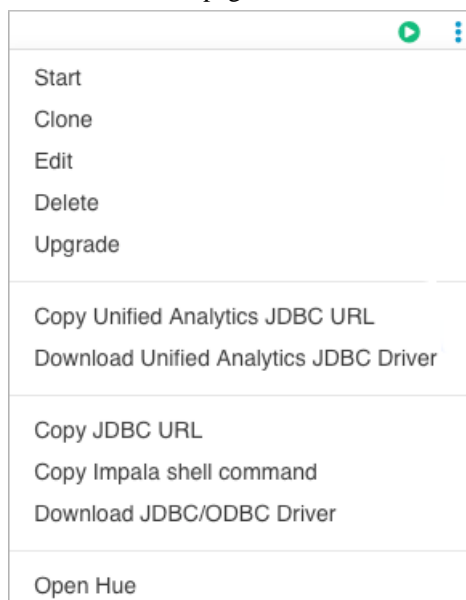 Start
Clone
Edit
Delete
Upgrade
Copy Unified Analytics JDBC URL
Download Unified Analytics JDBC Driver
Copy JDBC URL
Copy Impala shell command
Download JDBC/ODBC Driver
Open Hue